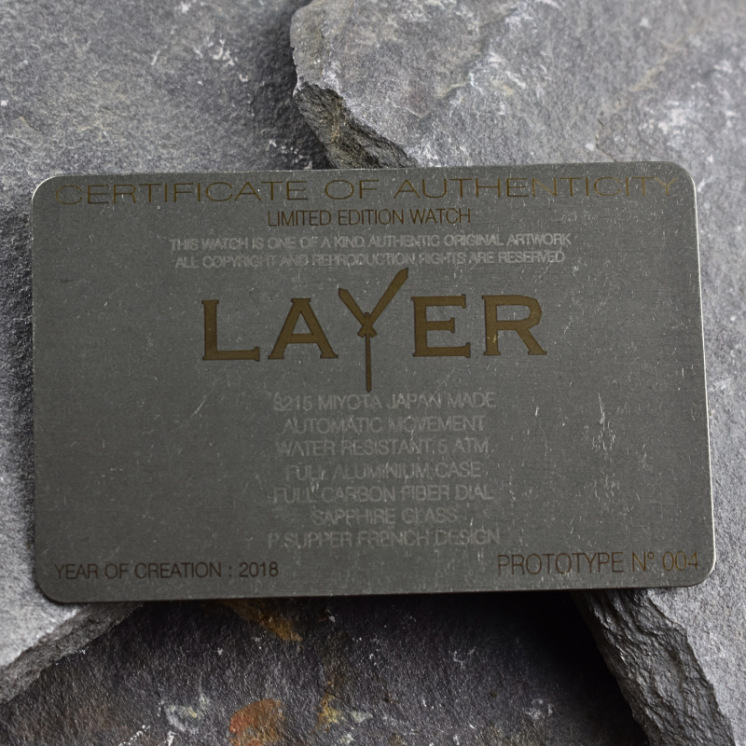 CERTIFICATE OF AUTHENTICITY
LIMITED EDITION WATCH
THIS WATCH IS ONE OF A KIND AUTHENTIC ORIGINAL ARTWORK
ALL COPYRIGHT AND REPRODUCTION RIGHTS ARE RESERVED
LAYER
8215 MIYOTA JAPAN MADE
AUTOMATIC MOVEMENT
WATER RESISTANT 5 ATM
FULL ALUMINIUM CASE
FULL CARBON FIBER DIAL
SAPPHIRE GLASS
P.SUPPER FRENCH DESIGN
YEAR OF CREATION : 2018
PROTOTYPE N° 004